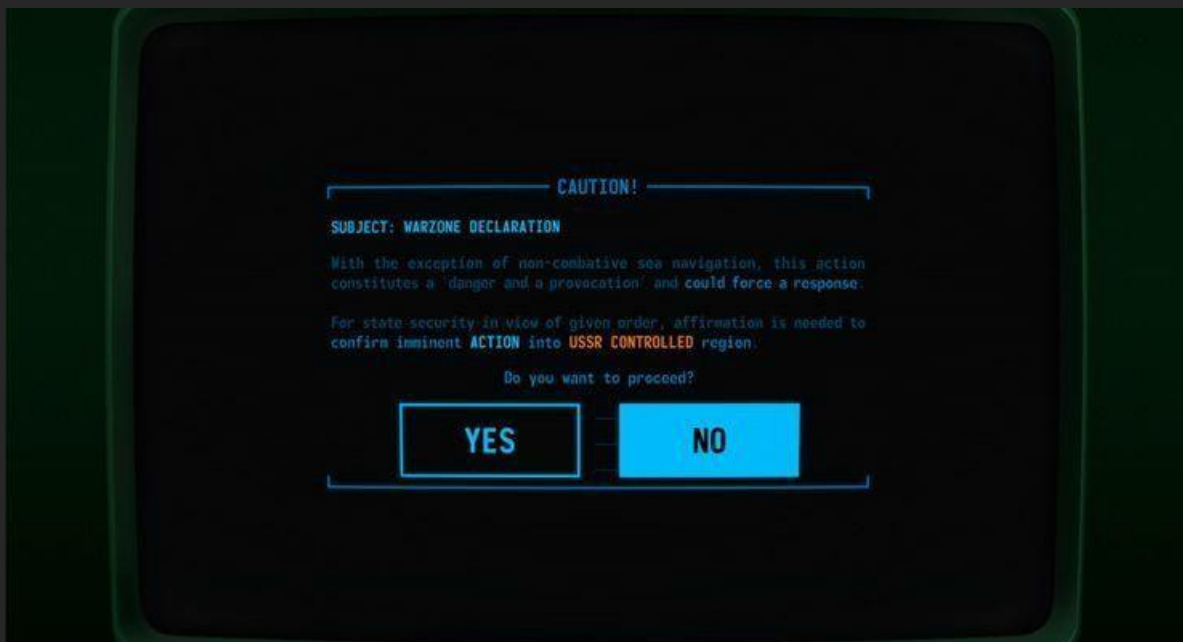 CAUTION!
SUBJECT: WARZONE DECLARATION
With the exception of non-combative sea navigation, this action
constitutes a 'danger and a provocation' and could force a response.
For state security in view of given order, affirmation is needed to
confirm imminent ACTION into USSR CONTROLLED region.
Do you want to proceed?
YES NO